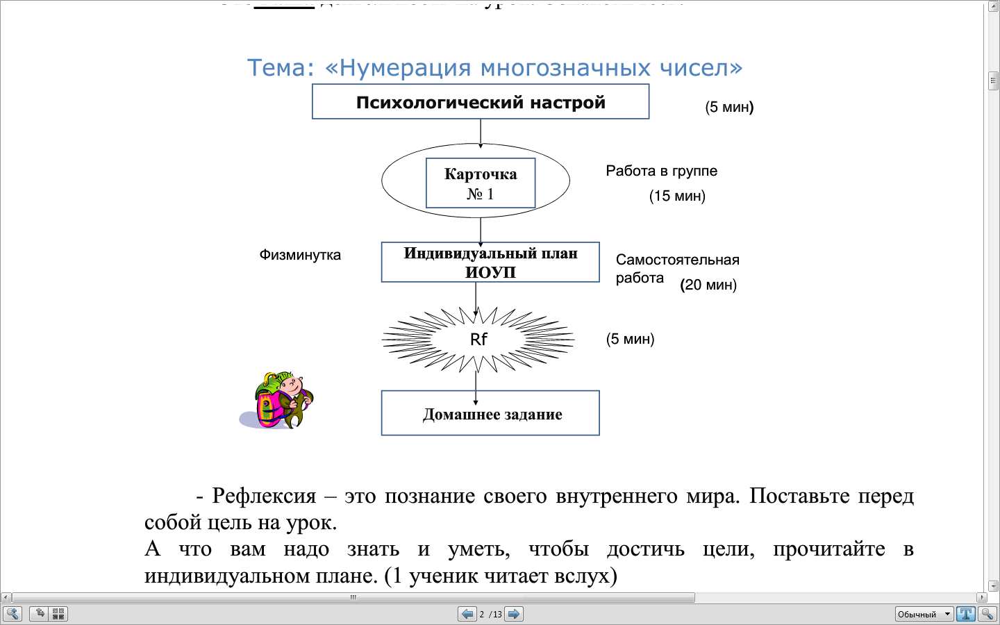 Тема: «Нумерация многозначных чисел»
Психологический настрой
(5 мин)
Карточка
№ 1
Работа в группе
(15 мин)
Физминутка
Индивидуальный план
ИОУП
Самостоятельная
работа (20 мин)
Rf
(5 мин)
Домашнее задание
- Рефлексия – это познание своего внутреннего мира. Поставьте перед
собой цель на урок.
А что вам надо знать и уметь, чтобы достичь цели, прочитайте в
индивидуальном плане. (1 ученик читает вслух)
2 /13
Обычный